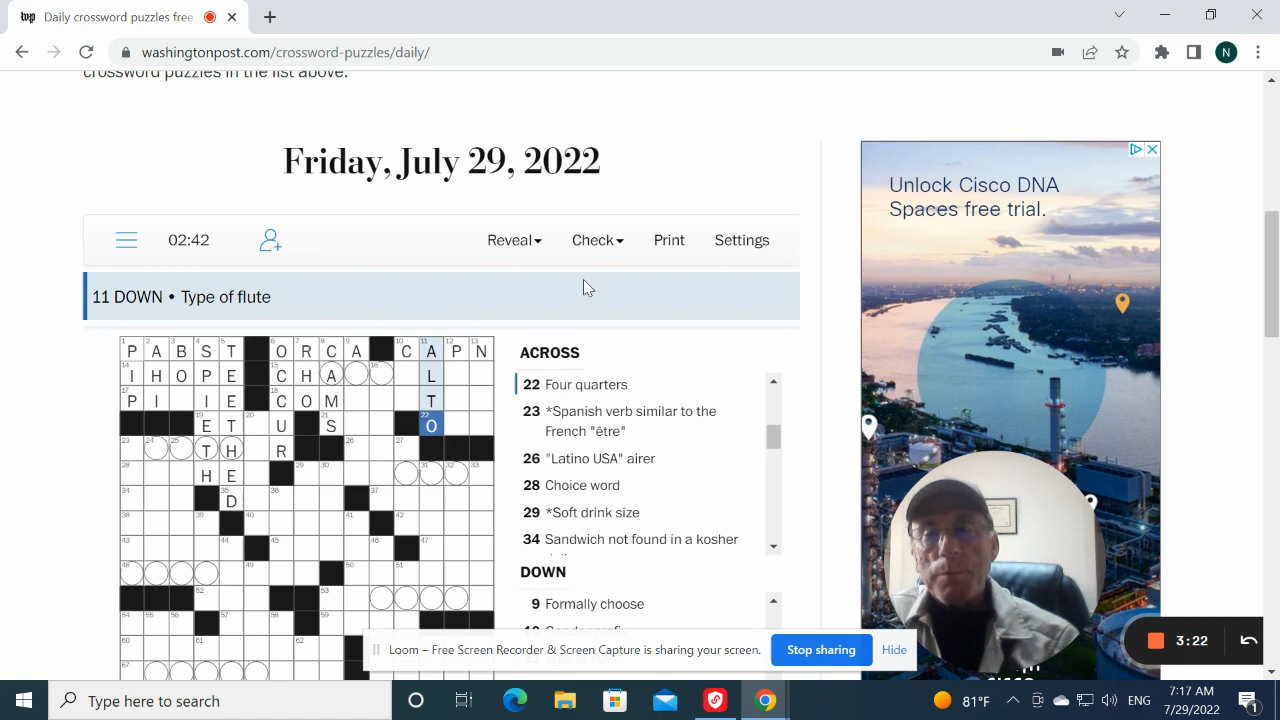 Daily crossword puzzles free
washingtonpost.com/crossword-puzzles/daily/
N
crossword puzzles in the list above.
Friday, July 29, 2022
02:42
Reveal
Check
Print
Settings
11 DOWN • Type of flute
P A B S T O R C A C A P N
I H O P E C H A L
P I I E C O M T
E T U S O
T H R
H E
D
ACROSS
22 Four quarters
23 *Spanish verb similar to the
French "être"
26 "Latino USA" airer
28 Choice word
29 *Soft drink size
34 Sandwich not found in a kosher
DOWN
9 Formally choose
Unlock Cisco DNA
Spaces free trial.
Loom – Free Screen Recorder & Screen Capture is sharing your screen.
Stop sharing
Hide
3:22
Type here to search
81°F
ENG
7:17 AM
7/29/2022